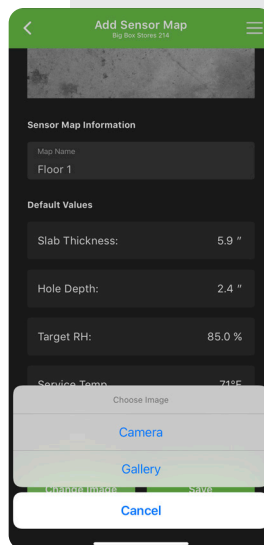 Add Sensor Map
Big Box Stores 214
Sensor Map Information
Map Name
Floor 1
Default Values
Slab Thickness: 5.9 "
Hole Depth: 2.4 "
Target RH: 85.0 %
Service Temp 71°F
Choose Image
Camera
Gallery
Change Image Save
Cancel